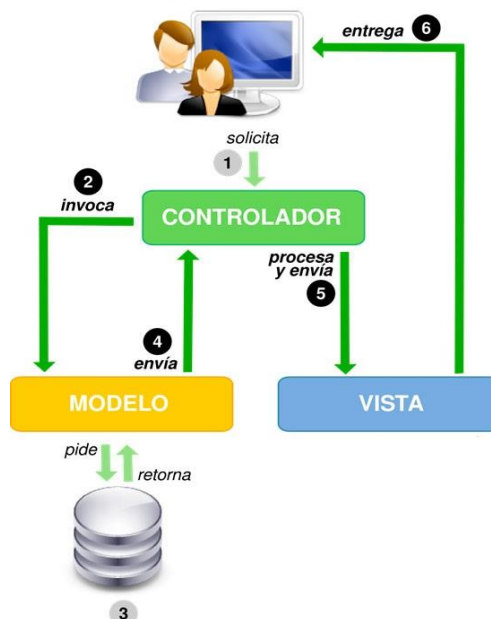 entrega 6
solicita
1
2
invoca
CONTROLADOR
procesa
y envía
5
4
envía
MODELO
VISTA
pide
retorna
3